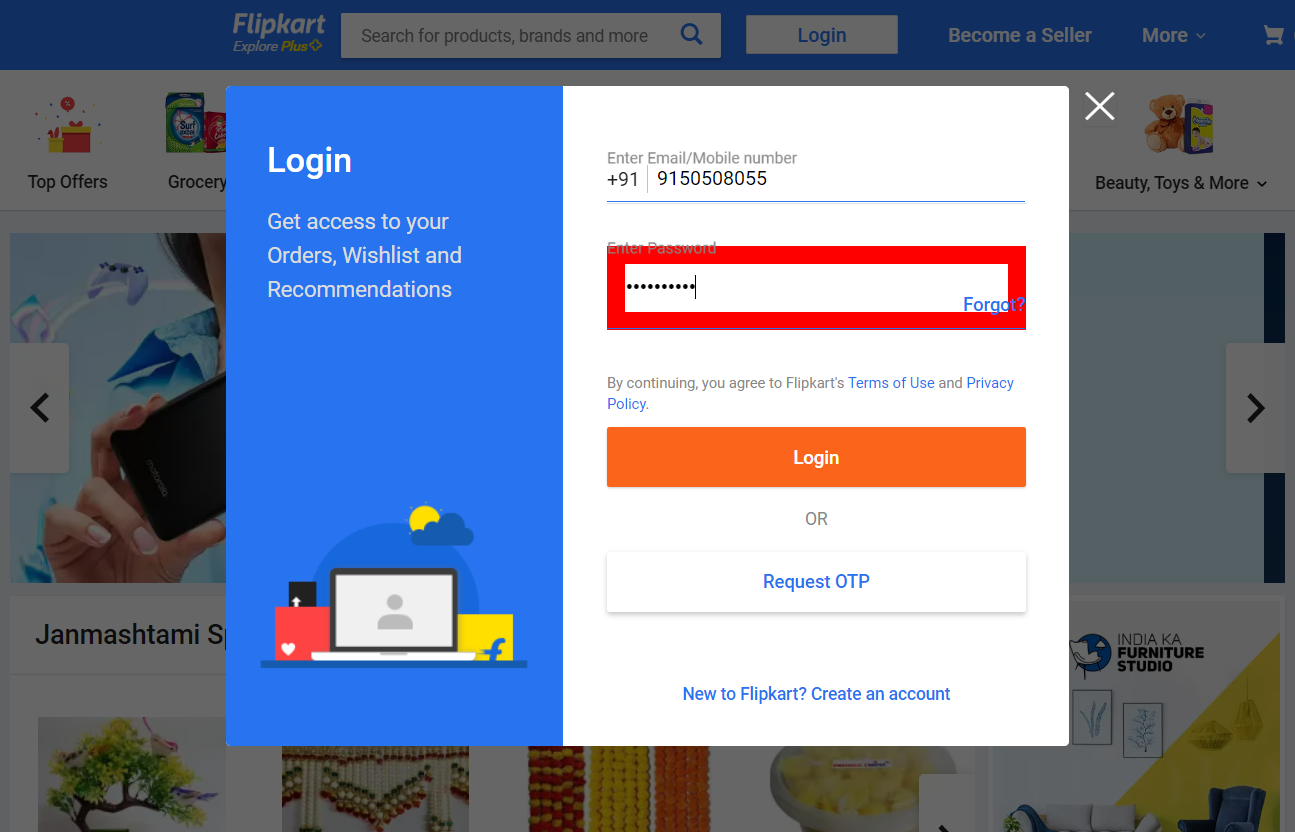 Flipkart
Explore Plus
Search for products, brands and more
Login
Become a Seller
More
Top Offers
Grocery
Beauty, Toys & More
Login
Get access to your
Orders, Wishlist and
Recommendations
Enter Email/Mobile number
+91 9150508055
Enter Password
••••••••••
Forgot?
By continuing, you agree to Flipkart's Terms of Use and Privacy
Policy.
Login
OR
Request OTP
New to Flipkart? Create an account
Surf
excel
motorola
Janmashtami Sp
INDIA KA
FURNITURE
STUDIO